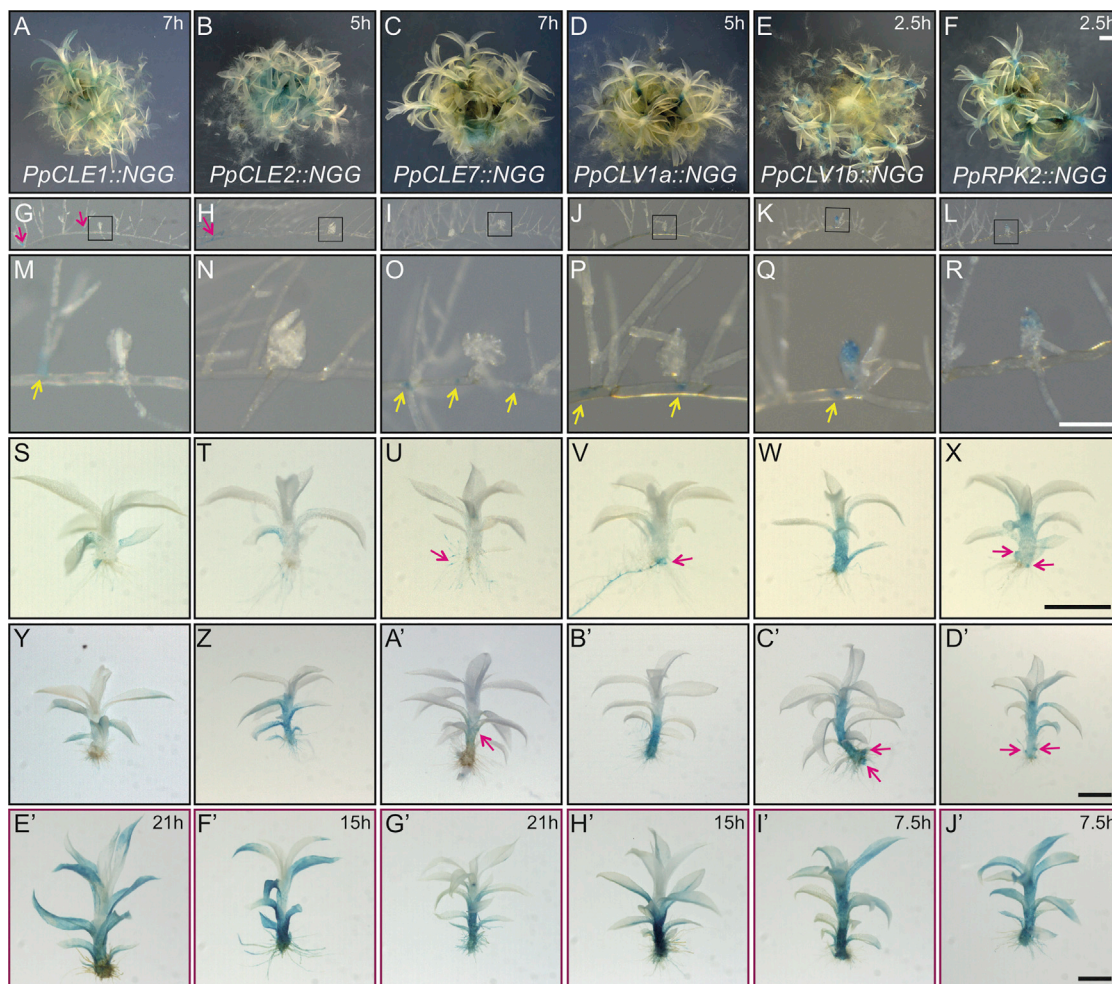 A 7h B 5h C 7h D 5h E 2.5h F 2.5h
PpCLE1::NGG PpCLE2::NGG PpCLE7::NGG PpCLV1a::NGG PpCLV1b::NGG PpRPK2::NGG
G H I J K L
M N O P Q R
S T U V W X
Y Z A’ B’ C’ D’
E’ 21h F’ 15h G’ 21h H’ 15h I’ 7.5h J’ 7.5h